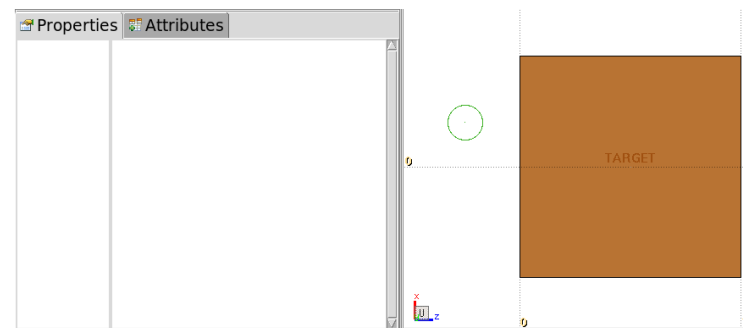 Properties Attributes
TARGET
0
x
U z
0